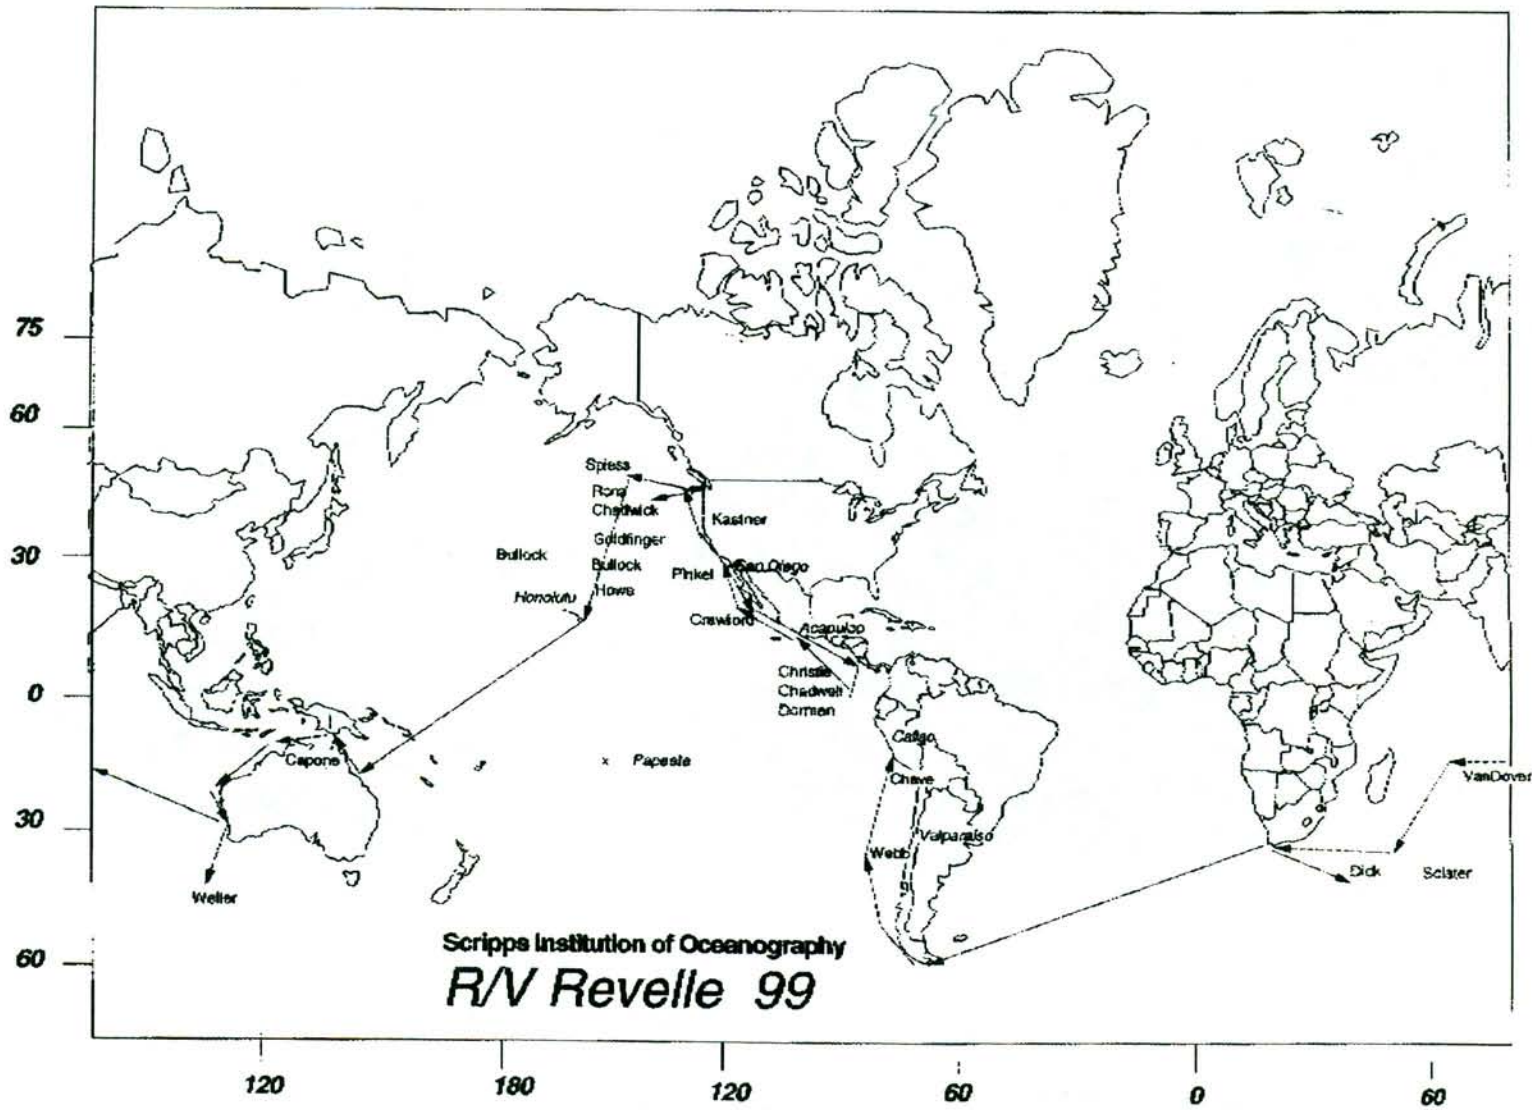 75
60
30
0
30
60
Spiess
Rona
Chadwick
Kastner
Goldfinger
Bullock
Bullock
Pinkel
San Diego
Honolulu
Howe
Crawford
Acapulco
Christie
Chadwell
Dorman
Callao
Capone
Papeete
Chave
VanDover
Valparaiso
Webb
Dick
Sclater
Weller
Scripps Institution of Oceanography
R/V Revelle 99
120
180
120
60
0
60